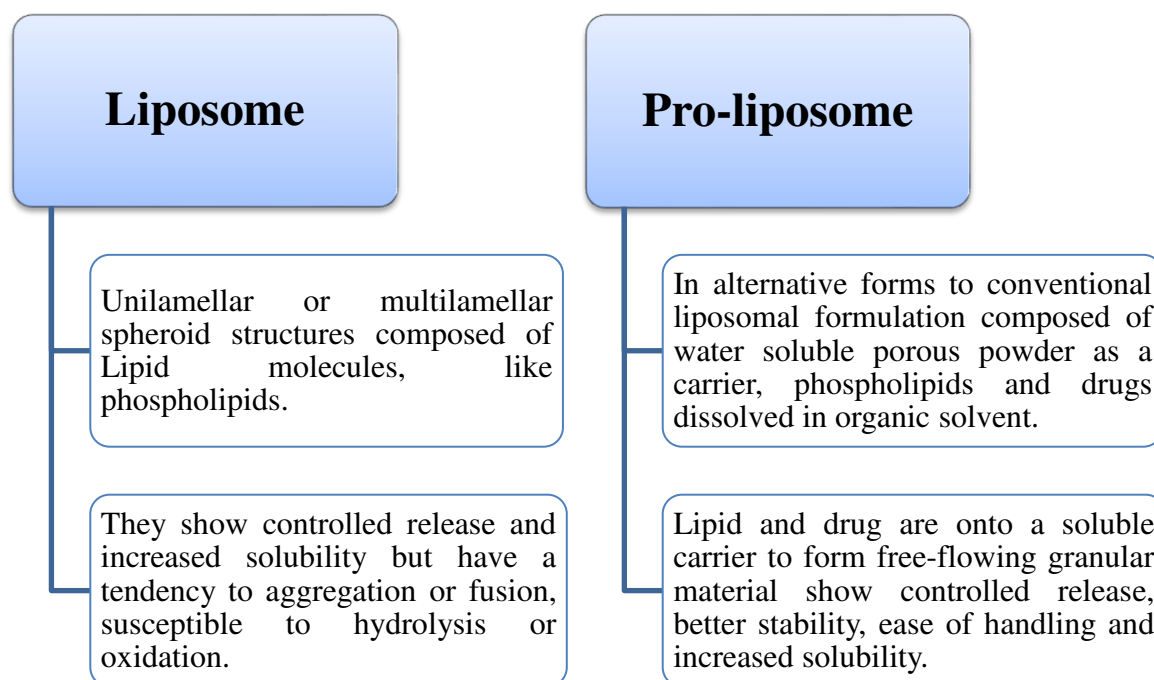 Liposome
Unilamellar or multilamellar
spheroid structures composed of
Lipid molecules, like
phospholipids.
They show controlled release and
increased solubility but have a
tendency to aggregation or fusion,
susceptible to hydrolysis or
oxidation.
Pro-liposome
In alternative forms to conventional
liposomal formulation composed of
water soluble porous powder as a
carrier, phospholipids and drugs
dissolved in organic solvent.
Lipid and drug are onto a soluble
carrier to form free-flowing granular
material show controlled release,
better stability, ease of handling and
increased solubility.